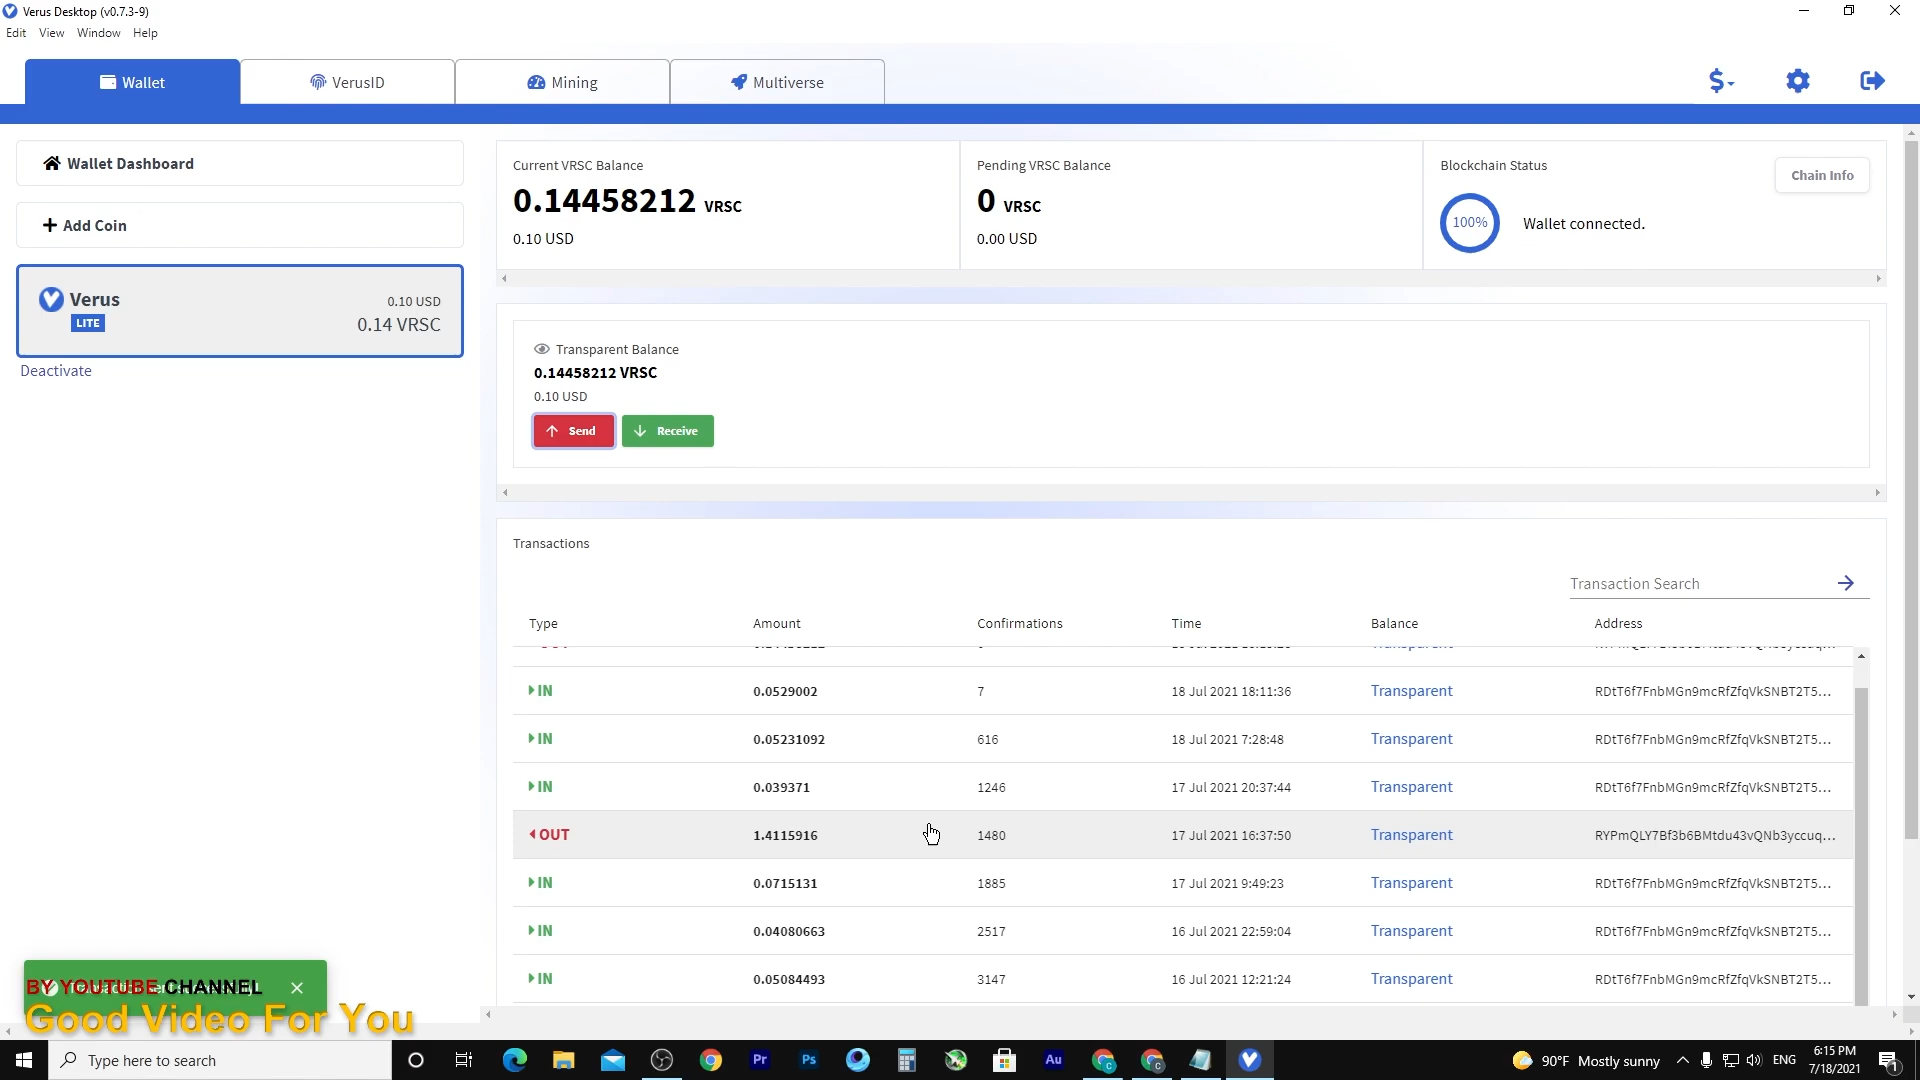 Verus Desktop (v0.7.3-9)
Edit View Window Help
Wallet VerusID Mining Multiverse $
Wallet Dashboard
Add Coin
Verus
LITE
0.10 USD
0.14 VRSC
Deactivate
Current VRSC Balance
0.14458212 VRSC
0.10 USD
Pending VRSC Balance
0 VRSC
0.00 USD
Blockchain Status
Chain Info
100%
Wallet connected.
Transparent Balance
0.14458212 VRSC
0.10 USD
Send Receive
Transactions
Transaction Search
Type Amount Confirmations Time Balance Address
IN 0.0529002 7 18 Jul 2021 18:11:36 Transparent RDtT6f7FnbMGn9mcRfZfqVkSNBT2T5...
IN 0.05231092 616 18 Jul 2021 7:28:48 Transparent RDtT6f7FnbMGn9mcRfZfqVkSNBT2T5...
IN 0.039371 1246 17 Jul 2021 20:37:44 Transparent RDtT6f7FnbMGn9mcRfZfqVkSNBT2T5...
OUT 1.4115916 1480 17 Jul 2021 16:37:50 Transparent RYPmQLY7Bf3b6BMtdu43vQNb3yccuq...
IN 0.0715131 1885 17 Jul 2021 9:49:23 Transparent RDtT6f7FnbMGn9mcRfZfqVkSNBT2T5...
IN 0.04080663 2517 16 Jul 2021 22:59:04 Transparent RDtT6f7FnbMGn9mcRfZfqVkSNBT2T5...
IN 0.05084493 3147 16 Jul 2021 12:21:24 Transparent RDtT6f7FnbMGn9mcRfZfqVkSNBT2T5...
BY YOUTUBE CHANNEL
Good Video For You
Type here to search
Pr Ps Au
90°F Mostly sunny
ENG
6:15 PM
7/18/2021
1